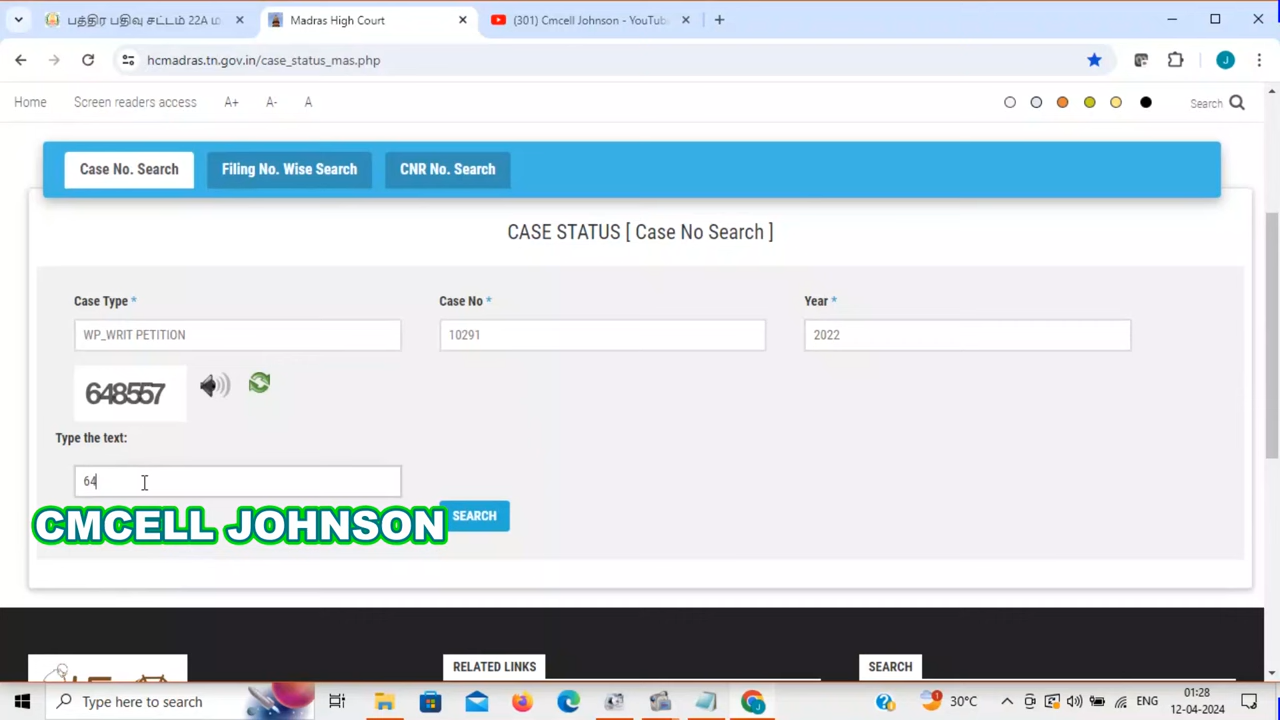 பத்திர பதிவு சட்டம் 22A ம
Madras High Court
(301) Cmcell Johnson - YouTube
hcmadras.tn.gov.in/case_status_mas.php
J
Home Screen readers access A+ A- A Search
Case No. Search Filing No. Wise Search CNR No. Search
CASE STATUS [ Case No Search ]
Case Type * Case No * Year *
WP_WRIT PETITION 10291 2022
648557
Type the text:
64
CMCELL JOHNSON
SEARCH
RELATED LINKS SEARCH
Type here to search 1 30°C ENG 01:28
12-04-2024